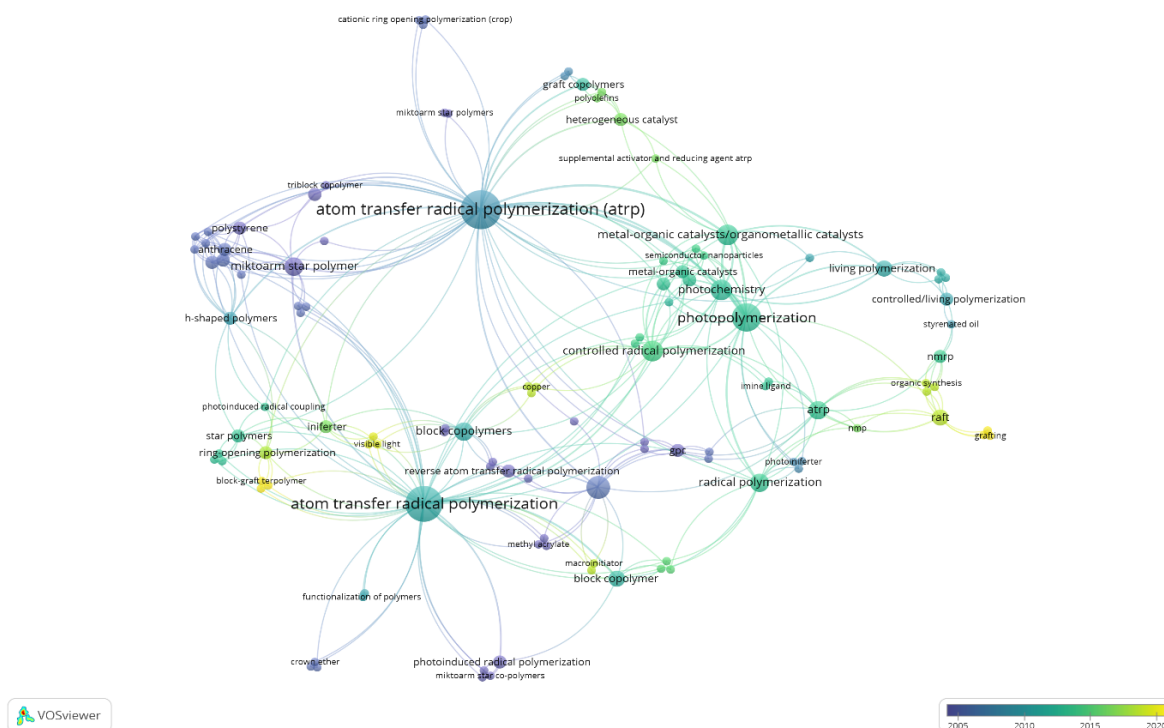 cationic ring opening polymerization (crop)
graft copolymers
polyolefins
miktoarm star polymers
heterogeneous catalyst
supplemental activator and reducing agent atrp
triblock copolymer
atom transfer radical polymerization (atrp)
polystyrene
metal-organic catalysts/organometallic catalysts
anthracene
semiconductor nanoparticles
miktoarm star polymer
metal-organic catalysts
living polymerization
photochemistry
controlled/living polymerization
h-shaped polymers
photopolymerization
styrenated oil
controlled radical polymerization
nmrp
imine ligand
organic synthesis
copper
photoinduced radical coupling
atrp
raft
iniferter
block copolymers
nmp
star polymers
visible light
grafting
ring-opening polymerization
gpc
photoiniferter
reverse atom transfer radical polymerization
block-graft terpolymer
radical polymerization
atom transfer radical polymerization
methyl acrylate
macroinitiator
block copolymer
functionalization of polymers
crown ether
photoinduced radical polymerization
miktoarm star co-polymers
VOSviewer
2005 2010 2015 2020